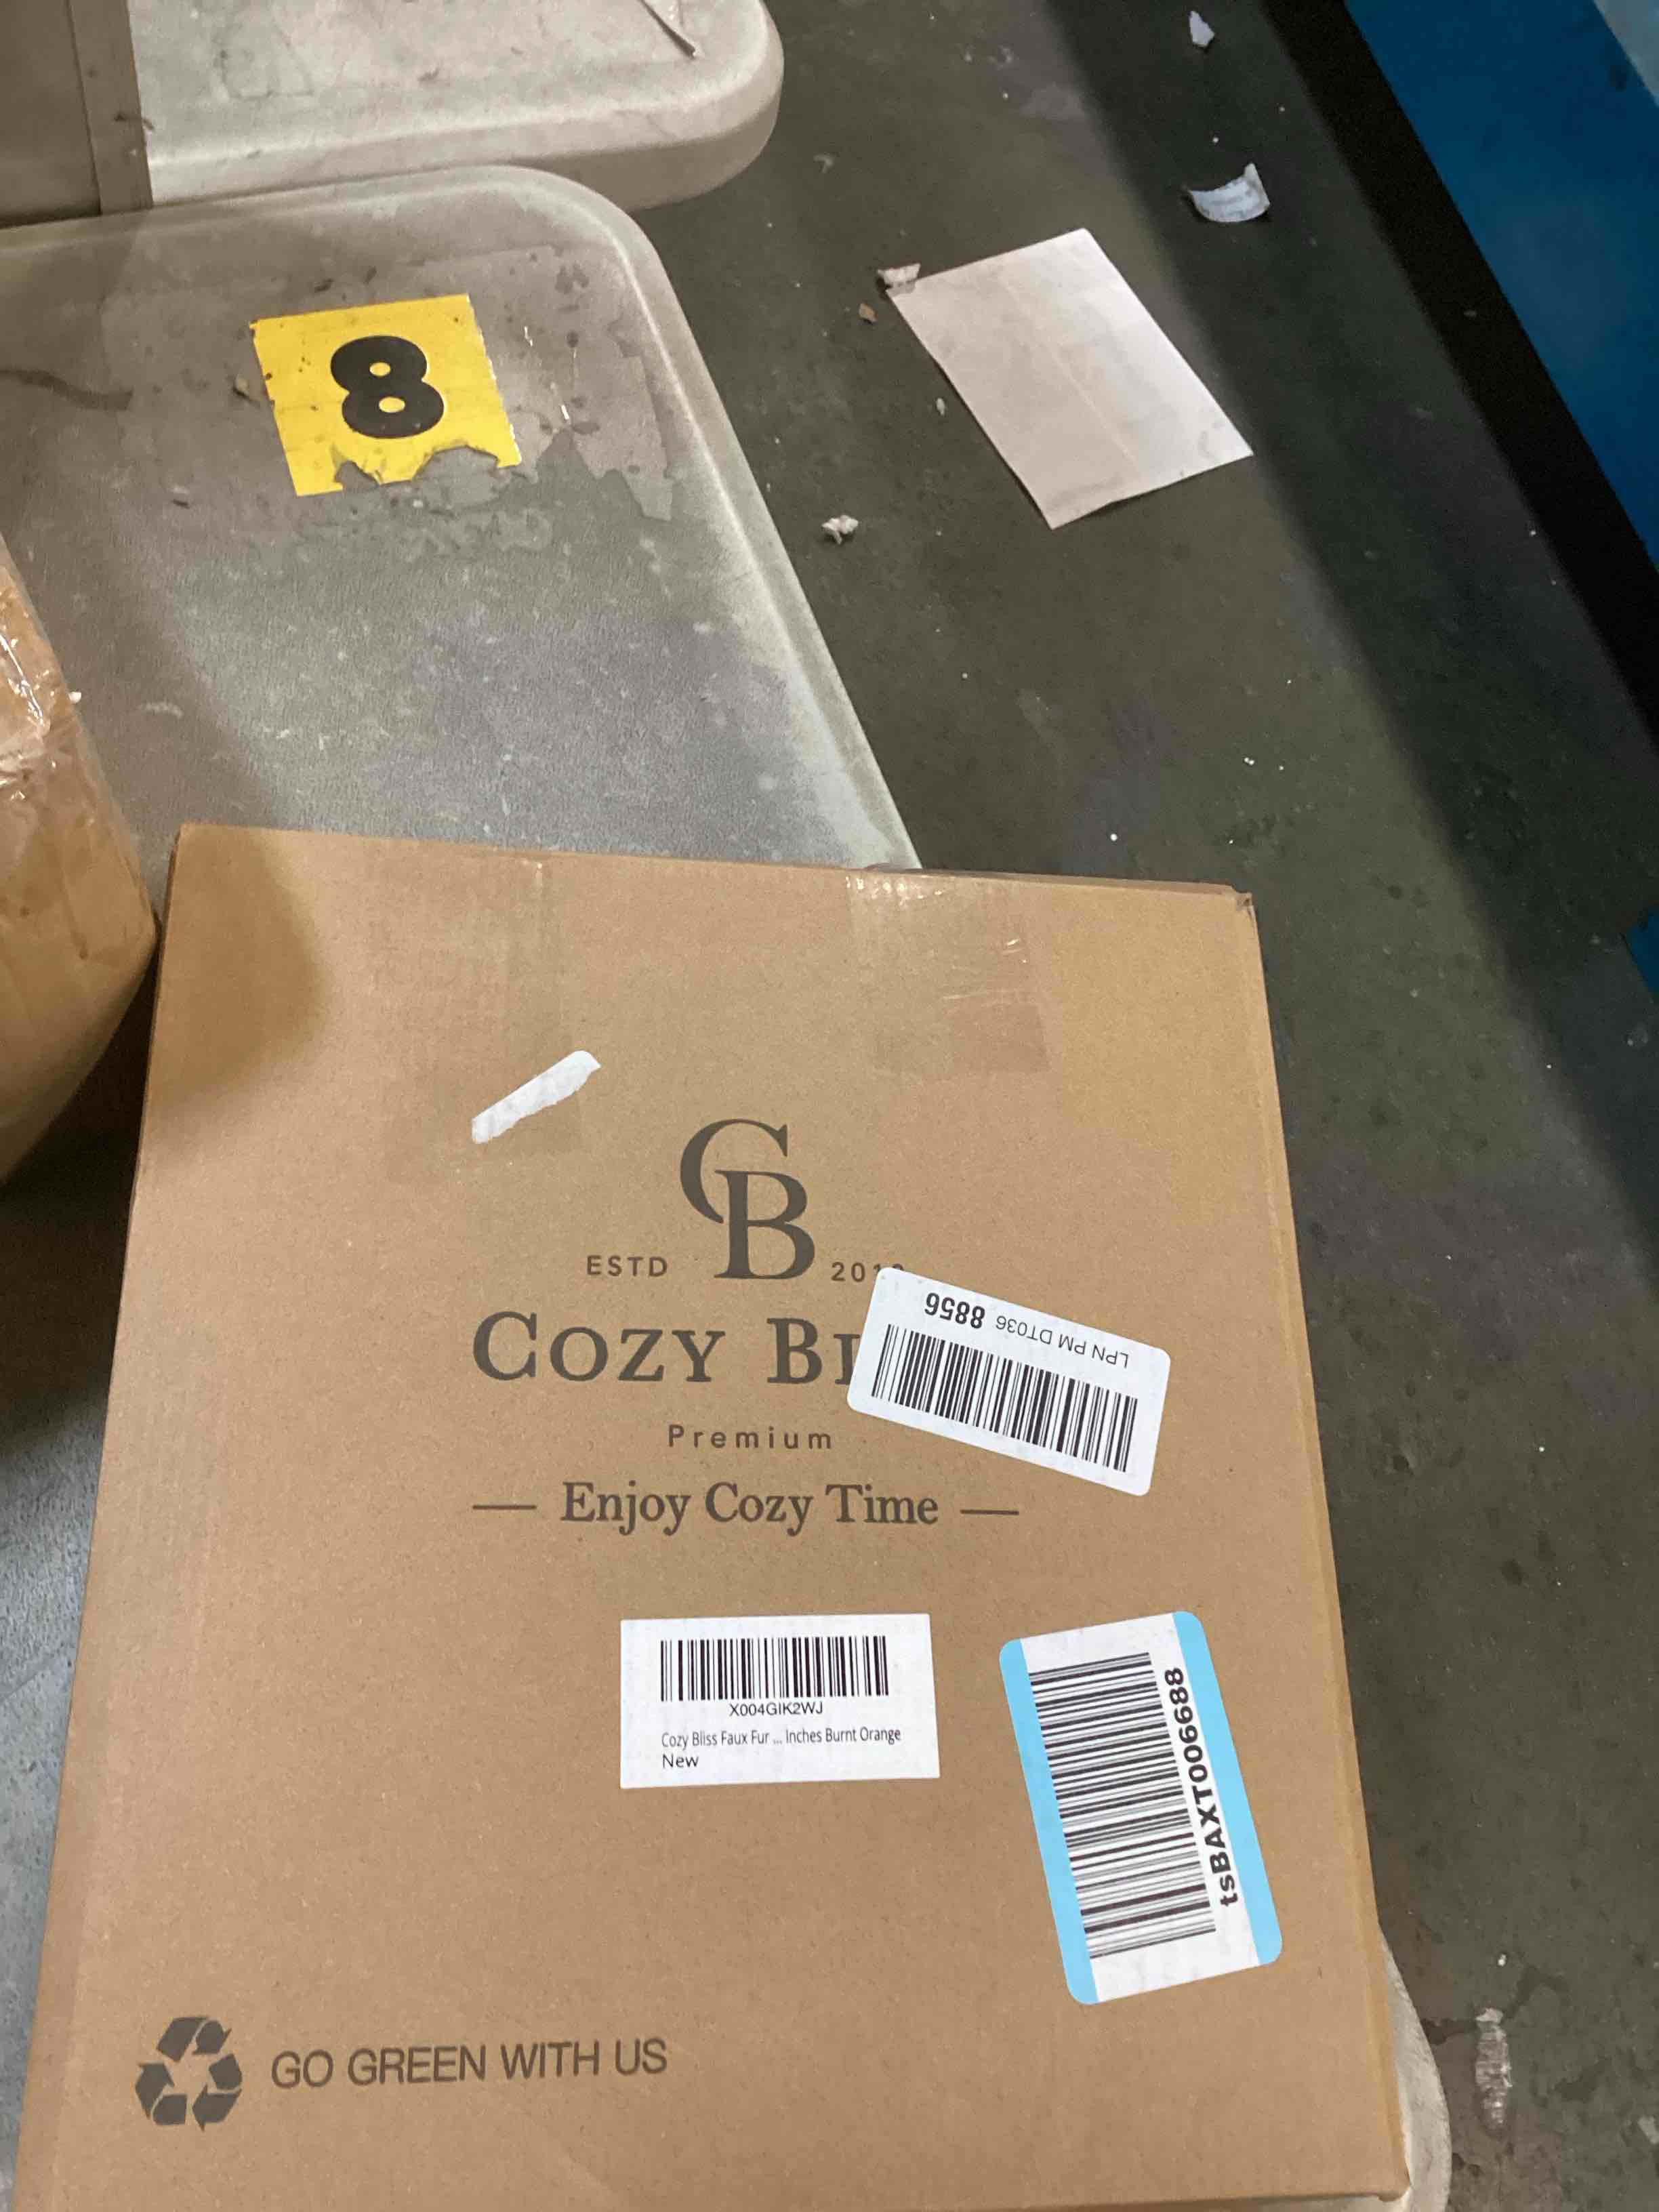 8
CB
ESTD
COZY
LPN PM DT036 8856
Premium
— Enjoy Cozy Time —
X004GIK2WJ
Cozy Bliss Faux Fur ... Inches Burnt Orange
New
tsBAXT006688
GO GREEN WITH US